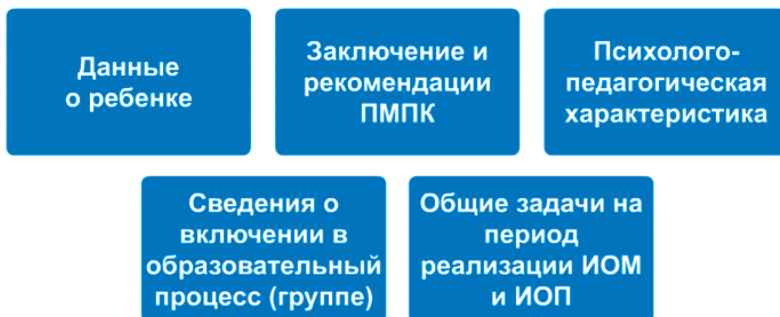 Данные
о ребенке
Заключение и
рекомендации
ПМПК
Психолого-
педагогическая
характеристика
Сведения о
включении в
образовательный
процесс (группе)
Общие задачи на
период
реализации ИОМ
и ИОП